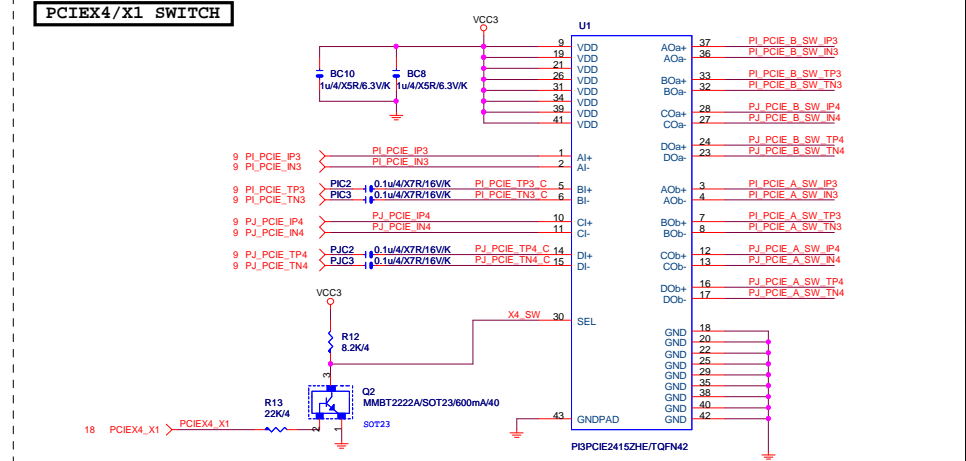 PCIEX4/X1 SWITCH
VCC3
U1
BC10
1u/4/X5R/6.3V/K
BC8
1u/4/X5R/6.3V/K
9 VDD
19 VDD
21 VDD
26 VDD
31 VDD
34 VDD
39 VDD
41 VDD
AOa+ 37 PI_PCIE_B_SW_IP3
AOa- 36 PI_PCIE_B_SW_IN3
BOa+ 33 PI_PCIE_B_SW_TP3
BOa- 32 PI_PCIE_B_SW_TN3
COa+ 28 PJ_PCIE_B_SW_IP4
COa- 27 PJ_PCIE_B_SW_IN4
DOa+ 24 PJ_PCIE_B_SW_TP4
DOa- 23 PJ_PCIE_B_SW_TN4
9 PI_PCIE_IP3 PI_PCIE_IP3 1 AI+
9 PI_PCIE_IN3 PI_PCIE_IN3 2 AI-
9 PI_PCIE_TP3 PIC2 0.1u/4/X7R/16V/K PI_PCIE_TP3_C 5 BI+
9 PI_PCIE_TN3 PIC3 0.1u/4/X7R/16V/K PI_PCIE_TN3_C 6 BI-
9 PJ_PCIE_IP4 PJ_PCIE_IP4 10 CI+
9 PJ_PCIE_IN4 PJ_PCIE_IN4 11 CI-
9 PJ_PCIE_TP4 PJC2 0.1u/4/X7R/16V/K PJ_PCIE_TP4_C 14 DI+
9 PJ_PCIE_TN4 PJC3 0.1u/4/X7R/16V/K PJ_PCIE_TN4_C 15 DI-
AOb+ 3 PI_PCIE_A_SW_IP3
AOb- 4 PI_PCIE_A_SW_IN3
BOb+ 7 PI_PCIE_A_SW_TP3
BOb- 8 PI_PCIE_A_SW_TN3
COb+ 12 PJ_PCIE_A_SW_IP4
COb- 13 PJ_PCIE_A_SW_IN4
DOb+ 16 PJ_PCIE_A_SW_TP4
DOb- 17 PJ_PCIE_A_SW_TN4
VCC3
X4_SW 30 SEL
R12
8.2K/4
GND 18
GND 20
GND 22
GND 25
GND 29
GND 35
GND 38
GND 40
GND 42
3
Q2
MMBT2222A/SOT23/600mA/40
SOT23
R13
22K/4
2
1
18 PCIEX4_X1 PCIEX4_X1
43 GNDPAD
PI3PCIE2415ZHE/TQFN42